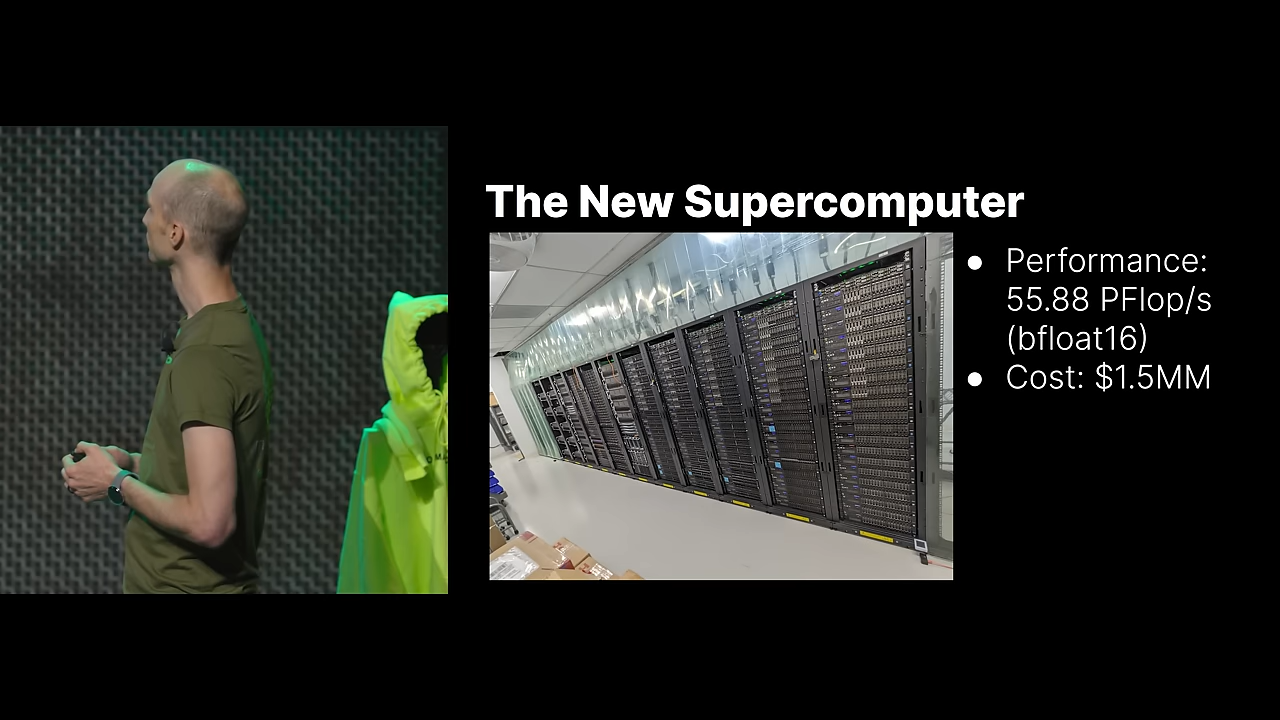 The New Supercomputer
● Performance:
55.88 PFlop/s
(bfloat16)
● Cost: $1.5MM